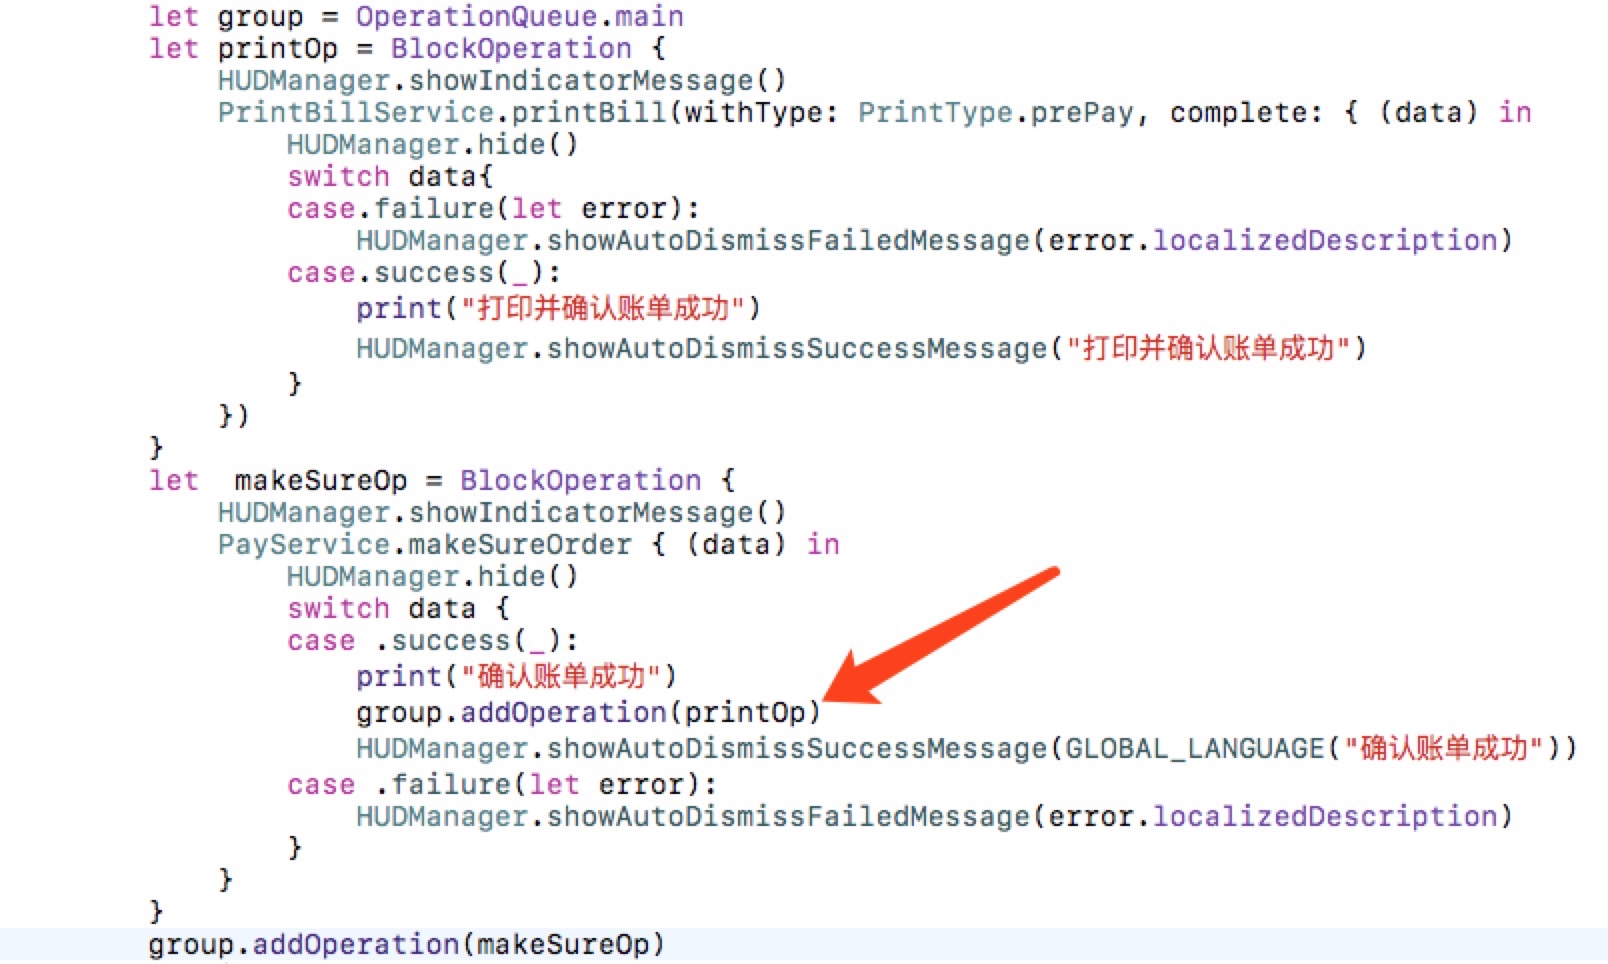 let group = OperationQueue.main
let printOp = BlockOperation {
HUDManager.showIndicatorMessage()
PrintBillService.printBill(withType: PrintType.prePay, complete: { (data) in
HUDManager.hide()
switch data{
case.failure(let error):
HUDManager.showAutoDismissFailedMessage(error.localizedDescription)
case.success(_):
print("打印并确认账单成功")
HUDManager.showAutoDismissSuccessMessage("打印并确认账单成功")
}
})
}
let  makeSureOp = BlockOperation {
HUDManager.showIndicatorMessage()
PayService.makeSureOrder { (data) in
HUDManager.hide()
switch data {
case .success(_):
print("确认账单成功")
group.addOperation(printOp)
HUDManager.showAutoDismissSuccessMessage(GLOBAL_LANGUAGE("确认账单成功"))
case .failure(let error):
HUDManager.showAutoDismissFailedMessage(error.localizedDescription)
}
}
}
group.addOperation(makeSureOp)